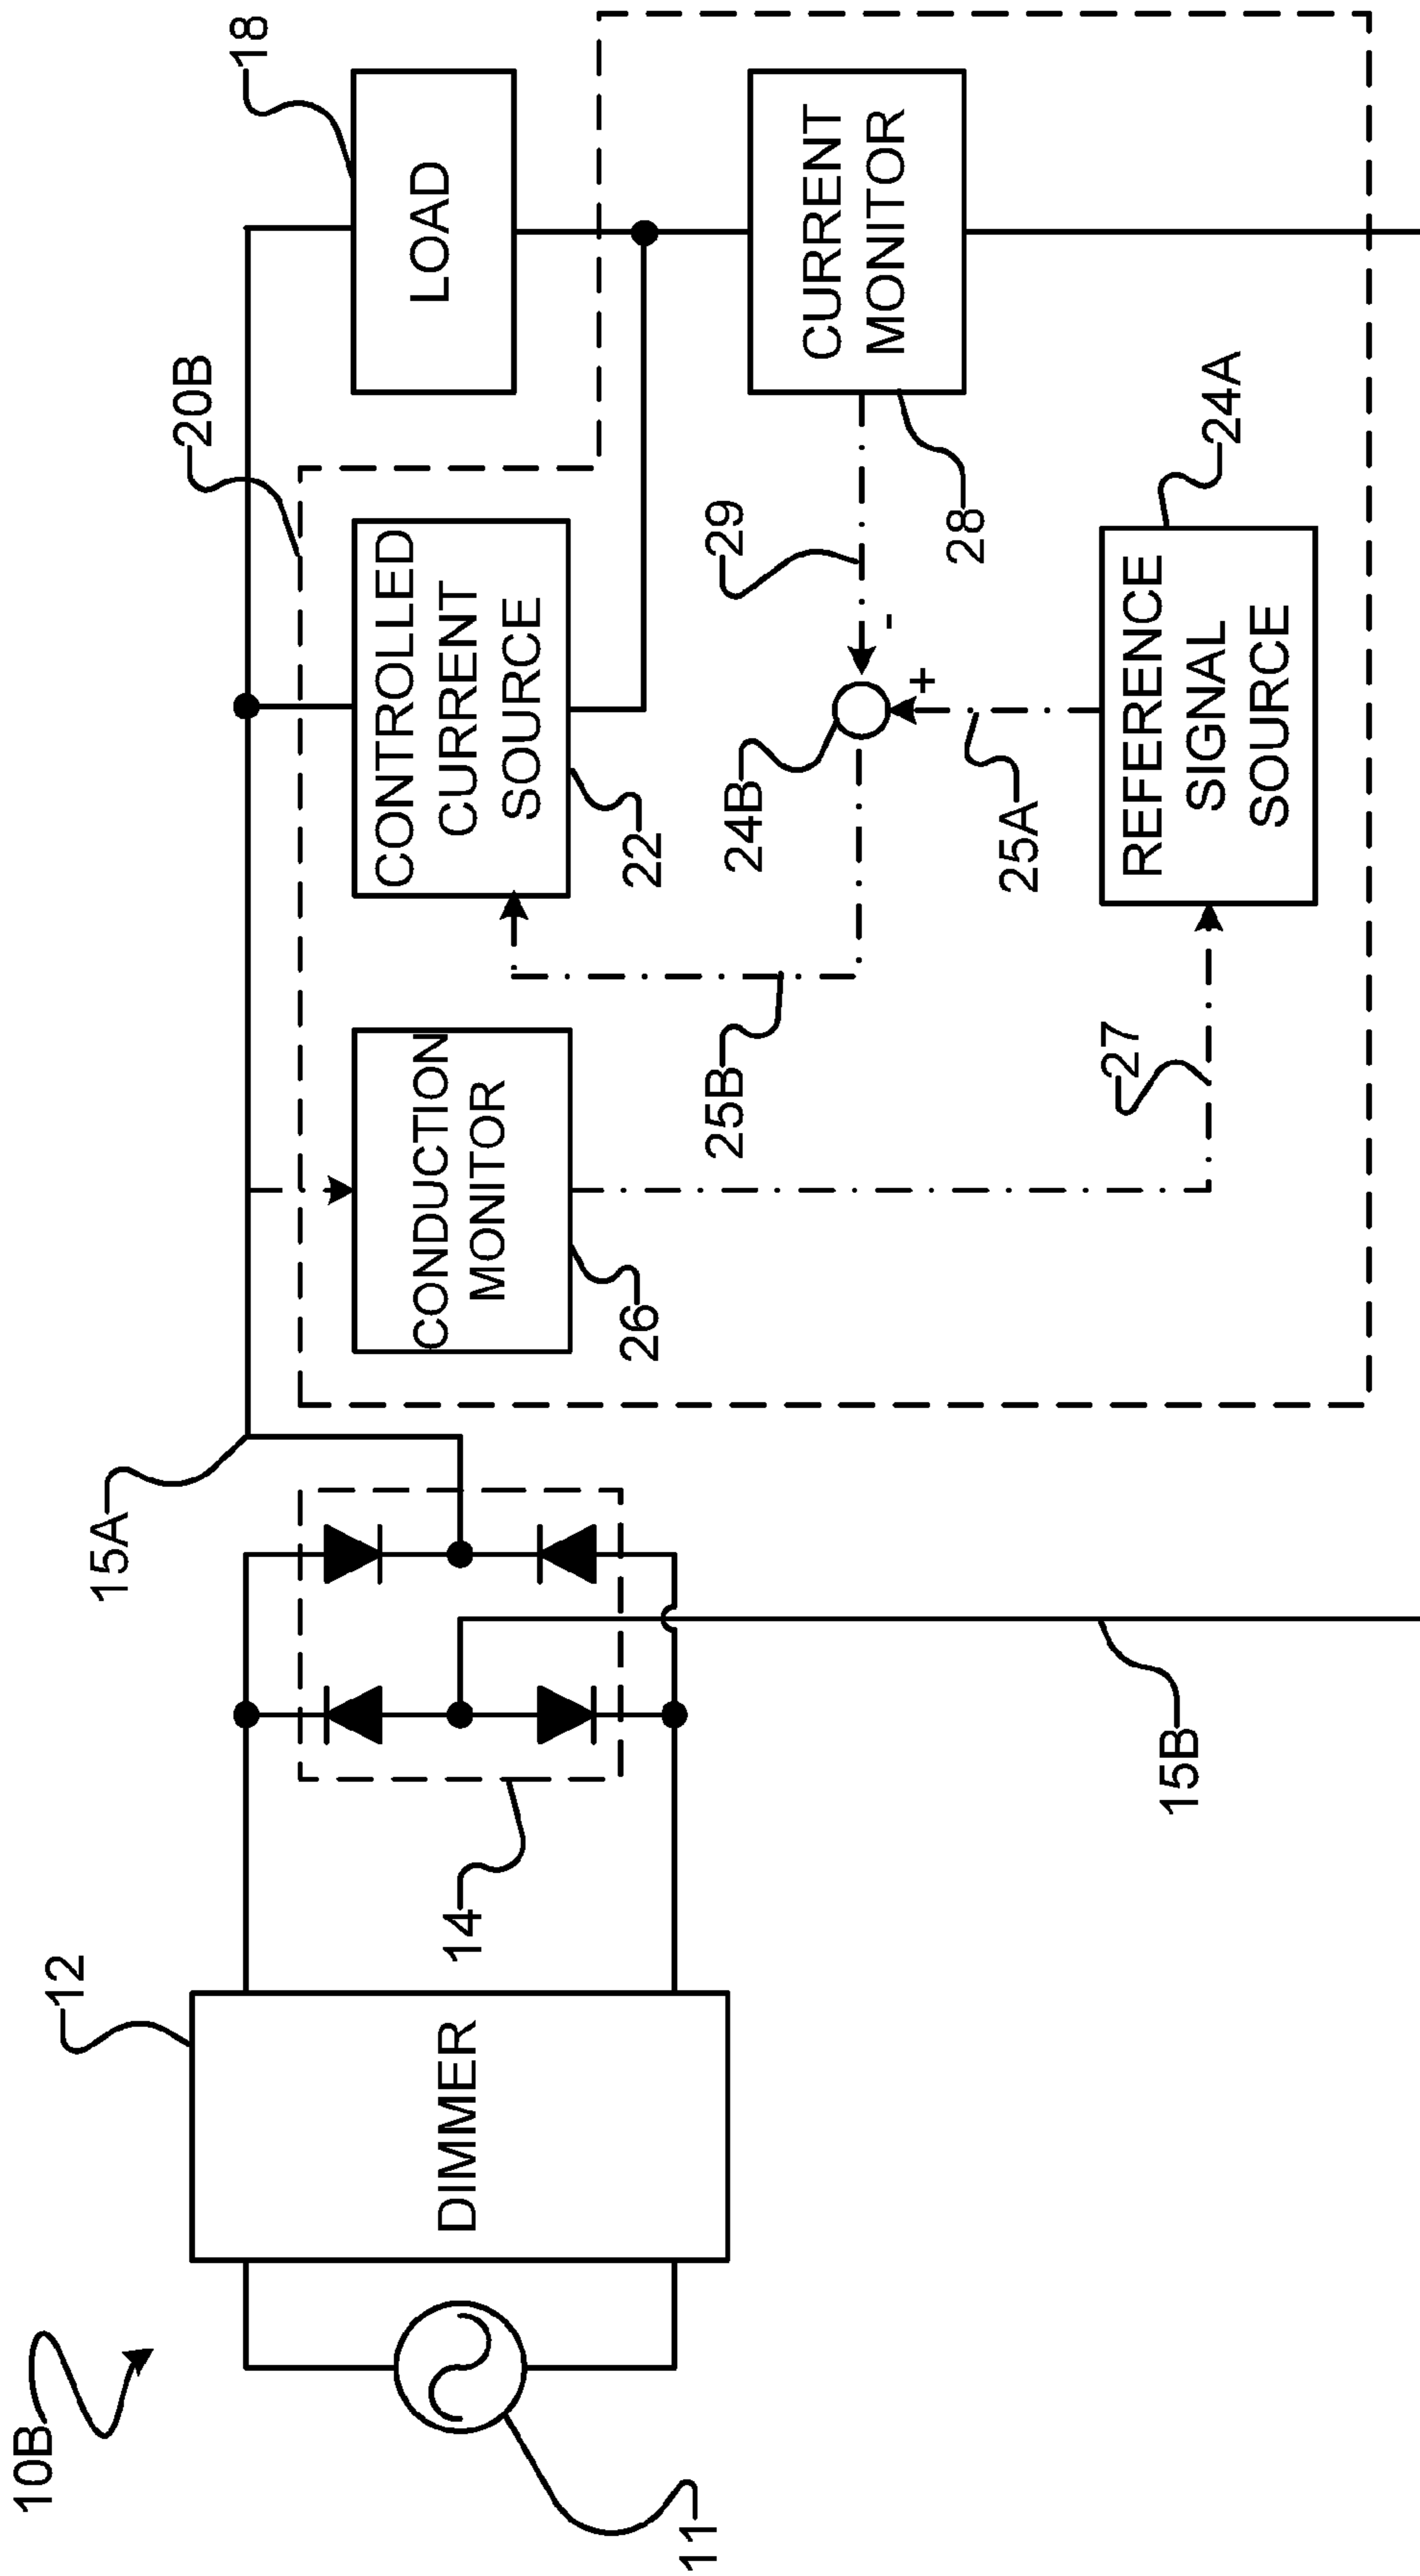 10B
11
12
DIMMER
14
15A
15B
20B
18
LOAD
CONTROLLED
CURRENT
SOURCE
22
CONDUCTION
MONITOR
26
CURRENT
MONITOR
28
29
-
+
24B
25A
25B
24A
REFERENCE
SIGNAL
SOURCE
27